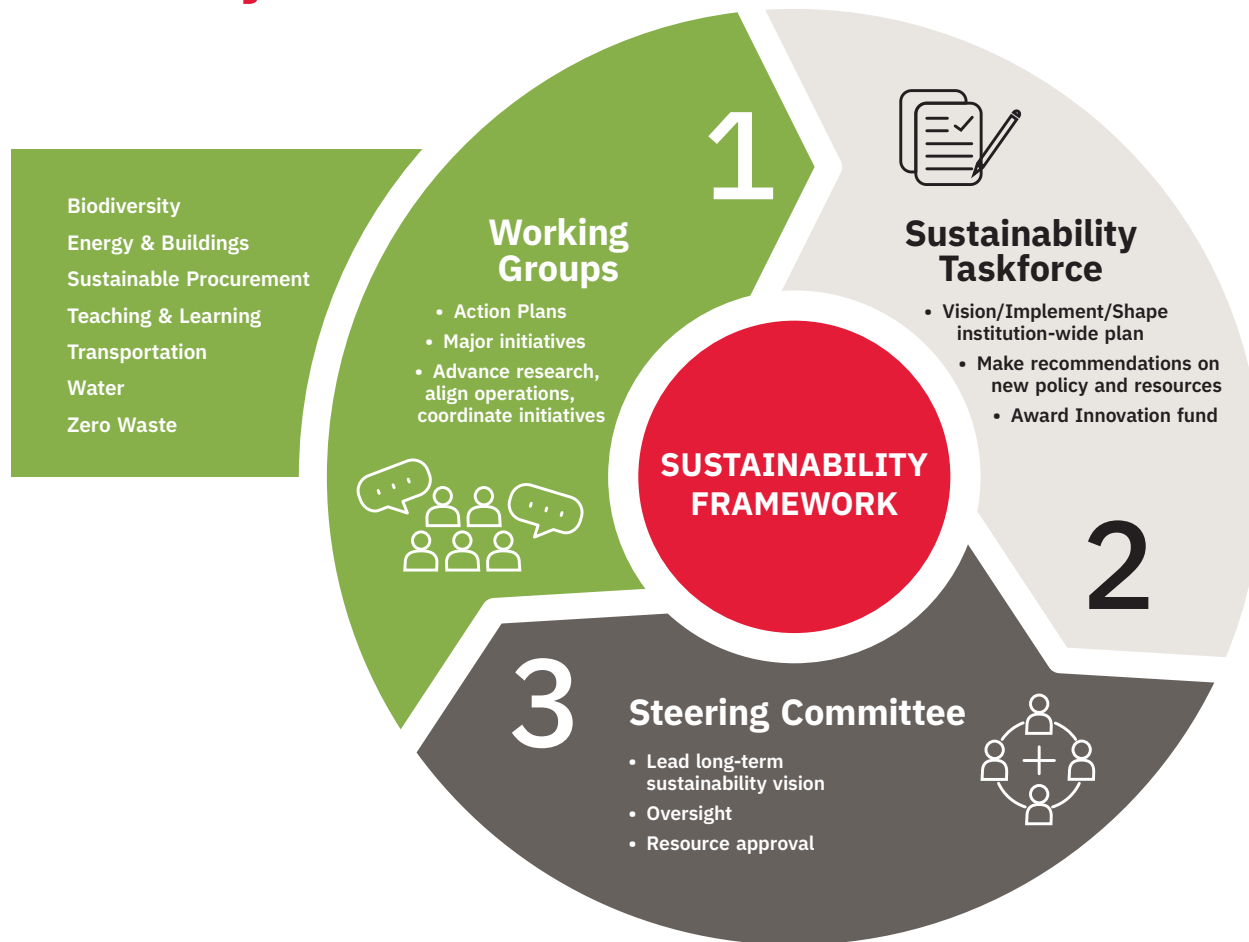 Biodiversity
Energy & Buildings
Sustainable Procurement
Teaching & Learning
Transportation
Water
Zero Waste
1
Working
Groups
• Action Plans
• Major initiatives
• Advance research,
align operations,
coordinate initiatives
Sustainability
Taskforce
• Vision/Implement/Shape
institution-wide plan
• Make recommendations on
new policy and resources
• Award Innovation fund
2
SUSTAINABILITY
FRAMEWORK
3
Steering Committee
• Lead long-term
sustainability vision
• Oversight
• Resource approval